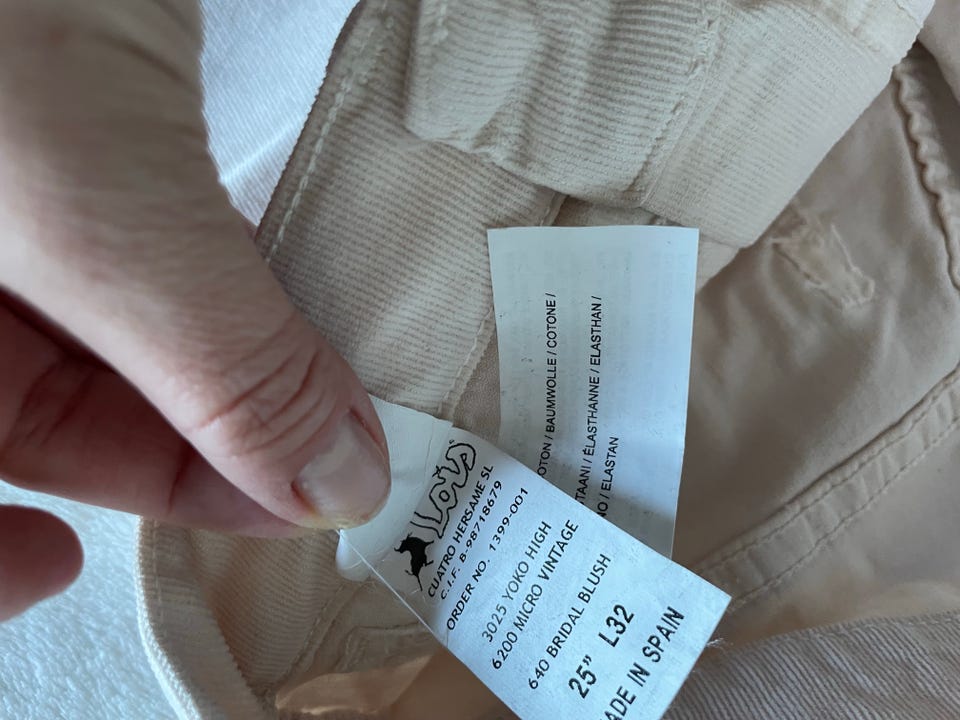 LOIS®
CUATRO HERSAME SL
C.I.F. B-98718679
ORDER NO. 1399-001
3025 YOKO HIGH
6200 MICRO VINTAGE
640 BRIDAL BLUSH
25" L32
ADE IN SPAIN
OTON / BAUMWOLLE / COTONE /
TAANI / ÉLASTHANNE / ELASTHAN /
NO / ELASTAN